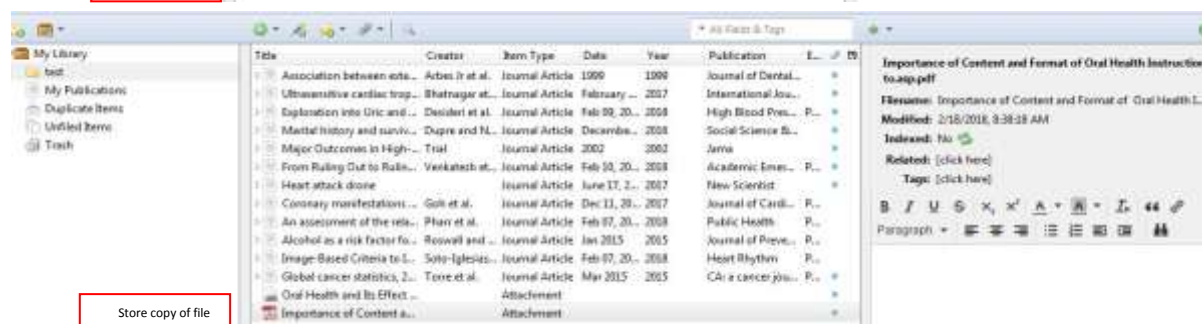 All Fields & Tags
My Library
test
My Publications
Duplicate Items
Unfiled Items
Trash
Title Creator Item Type Date Year Publication E...
Association between este... Arbes Jr et al. Journal Article 1999 1999 Journal of Dental...
Ultrasensitive cardiac trop... Bhatnagar et... Journal Article February ... 2017 International Jou...
Exploration into Uric and ... Desideri et al. Journal Article Feb 09, 20... 2018 High Blood Pres... P...
Marital history and surviv... Dupre and N... Journal Article Decembe... 2018 Social Science &...
Major Outcomes in High-... Trial Journal Article 2002 2002 Jama
From Ruling Out to Rulin... Venkatesh et... Journal Article Feb 10, 20... 2018 Academic Emer... P...
Heart attack drone Journal Article June 17, 2... 2017 New Scientist
Coronary manifestations ... Goh et al. Journal Article Dec 11, 20... 2017 Journal of Cardi... P...
An assessment of the rela... Pharr et al. Journal Article Feb 07, 20... 2018 Public Health P...
Alcohol as a risk factor fo... Roswall and ... Journal Article Jan 2015 2015 Journal of Preve... P...
Image-Based Criteria to I... Soto-Iglesias... Journal Article Feb 07, 20... 2018 Heart Rhythm P...
Global cancer statistics, 2... Torre et al. Journal Article Mar 2015 2015 CA: a cancer jou... P...
Oral Health and Its Effect ... Attachment
Importance of Content a... Attachment
Store copy of file
Importance of Content and Format of Oral Health Instruction
to.asp.pdf
Filename: Importance of Content and Format of Oral Health I...
Modified: 2/18/2018, 8:38:18 AM
Indexed: No
Related: [click here]
Tags: [click here]
Paragraph